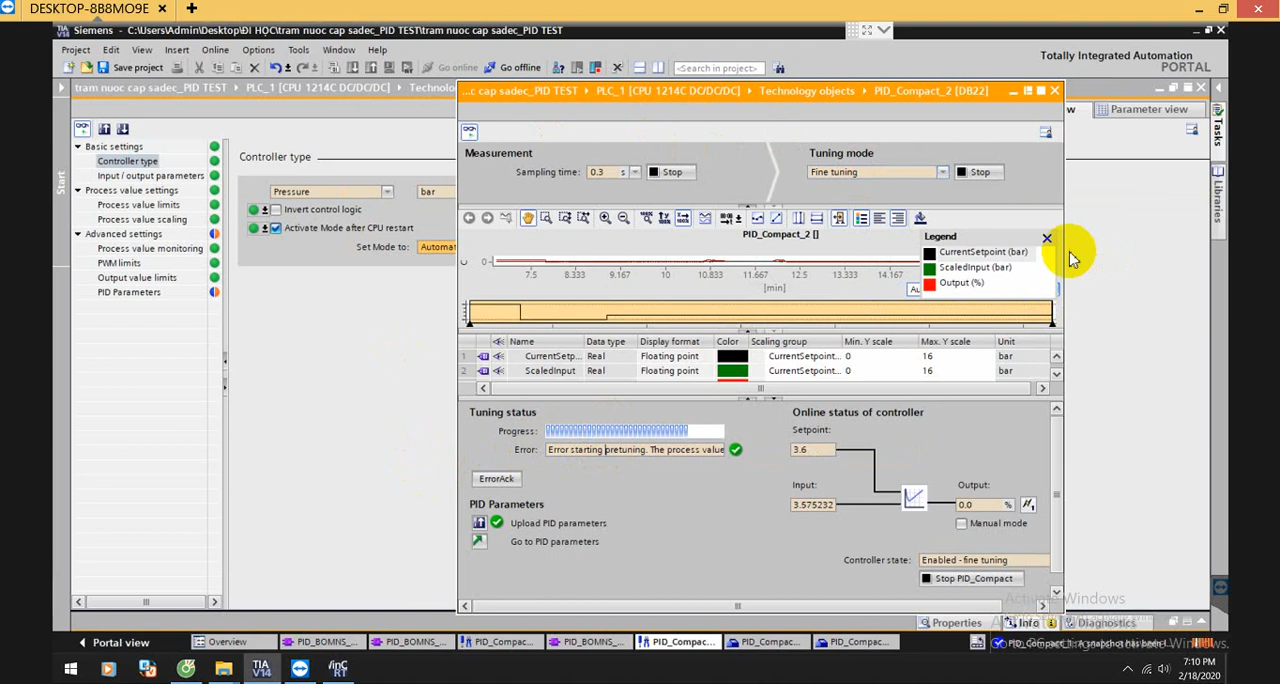 DESKTOP-8B8MO9E
Siemens - C:\Users\Admin\Desktop\ĐI HỌC\tram nuoc cap sadec_PID TEST\tram nuoc cap sadec_PID TEST
Project Edit View Insert Online Options Tools Window Help
Totally Integrated Automation
PORTAL
Save project Go online Go offline <Search in project>
tram nuoc cap sadec_PID TEST PLC_1 [CPU 1214C DC/DC/DC]
...c cap sadec_PID TEST PLC_1 [CPU 1214C DC/DC/DC] Technology objects PID_Compact_2 [DB22]
Parameter view
Tasks
Libraries
Start
Basic settings
Controller type
Input / output parameters
Process value settings
Process value limits
Process value scaling
Advanced settings
Process value monitoring
PWM limits
Output value limits
PID Parameters
Controller type
Pressure bar
Invert control logic
Activate Mode after CPU restart
Set Mode to:
Measurement
Sampling time: 0.3 s Stop
Tuning mode
Fine tuning Stop
PID_Compact_2 []
0
7.5 8.333 9.167 10 10.833 11.667 12.5 13.333 14.167
[min]
Legend
CurrentSetpoint (bar)
ScaledInput (bar)
Output (%)
Name Data type Display format Color Scaling group Min. Y scale Max. Y scale Unit
1 CurrentSetp... Real Floating point CurrentSetpoint... 0 16 bar
2 ScaledInput Real Floating point CurrentSetpoint... 0 16 bar
Tuning status
Progress:
Error: Error starting pretuning. The process value
ErrorAck
PID Parameters
Upload PID parameters
Go to PID parameters
Online status of controller
Setpoint:
3.6
Input:
3.575232
Output:
0.0 %
Manual mode
Controller state: Enabled - fine tuning
Stop PID_Compact
Activate Windows
Properties Info Diagnostics
Portal view Overview PID_BOMNS_... PID_BOMNS_... PID_Compac... PID_BOMNS_... PID_Compac... PID_Compac... PID_Compac...
7:10 PM
2/18/2020